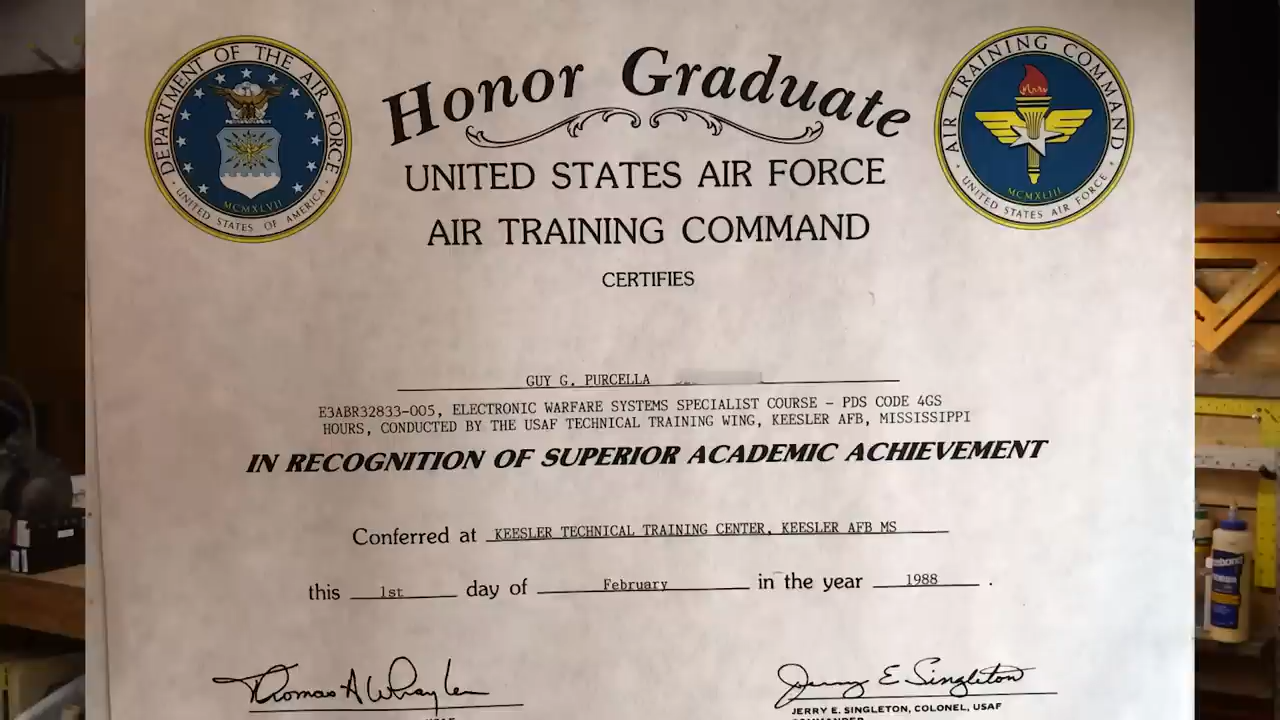 Honor Graduate
DEPARTMENT OF THE AIR FORCE
MCMXLVII
UNITED STATES OF AMERICA
AIR TRAINING COMMAND
MCMXLIII
UNITED STATES AIR FORCE
UNITED STATES AIR FORCE
AIR TRAINING COMMAND
CERTIFIES
GUY G. PURCELLA
E3ABR32833-005, ELECTRONIC WARFARE SYSTEMS SPECIALIST COURSE - PDS CODE 4GS
HOURS, CONDUCTED BY THE USAF TECHNICAL TRAINING WING, KEESLER AFB, MISSISSIPPI
IN RECOGNITION OF SUPERIOR ACADEMIC ACHIEVEMENT
Conferred at KEESLER TECHNICAL TRAINING CENTER, KEESLER AFB MS
this 1st day of February in the year 1988 .
Jerry E Singleton
JERRY E. SINGLETON, COLONEL, USAF